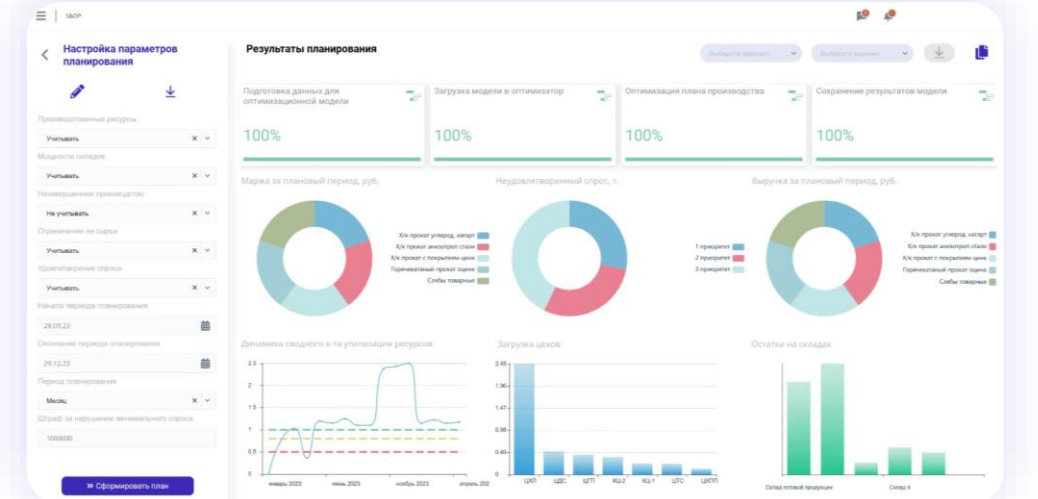 S&OP
Настройка параметров
планирования
Производственные ресурсы
Учитывать
Мощности складов
Учитывать
Незавершенное производство
Не учитывать
Ограничения на сырье
Учитывать
Удовлетворение спроса
Учитывать
Начало периода планирования
28.09.23
Окончание периода планирования
29.12.23
Период планирования
Месяц
Штраф за нарушение минимального спроса
1000000
Сформировать план
Результаты планирования
Выберите вариант
Выберите вариант
Подготовка данных для
оптимизационной модели
100%
Загрузка модели в оптимизатор
100%
Оптимизация плана производства
100%
Сохранение результатов модели
100%
Маржа за плановый период, руб.
Х/к прокат углерод. нагарт
Х/к прокат анизотроп стали
Х/к прокат с покрытием цинк
Горячекатаный прокат оцинк
Слябы товарные
Неудовлетворенный спрос, т.
1 приоритет
2 приоритет
3 приоритет
Выручка за плановый период, руб.
Х/к прокат углерод. нагарт
Х/к прокат анизотроп стали
Х/к прокат с покрытием цинк
Горячекатаный прокат оцинк
Слябы товарные
Динамика сводного к-та утилизации ресурсов
2.5
2
1.5
1
0.5
0
январь 2023
июнь 2023
ноябрь 2023
апрель 202
Загрузка цехов
2.45
1.96
1.47
0.98
0.49
0
ЦХП
ЦДС
ЦГП
КЦ-2
КЦ-1
ЦТС
ЦХПП
Остатки на складах
Склад готовой продукции
Склад 4